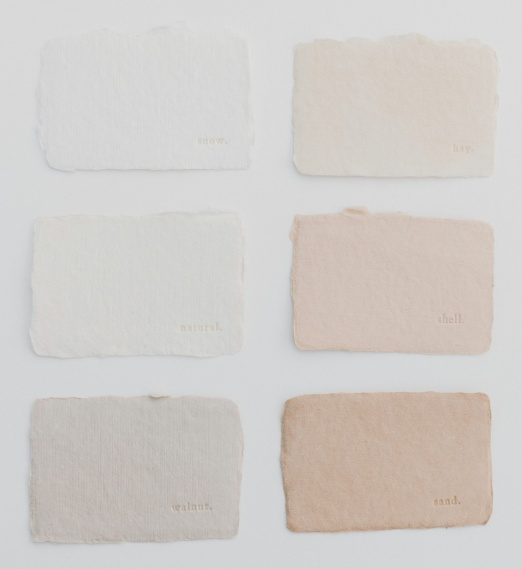 snow.
hay.
natural.
shell.
walnut.
sand.